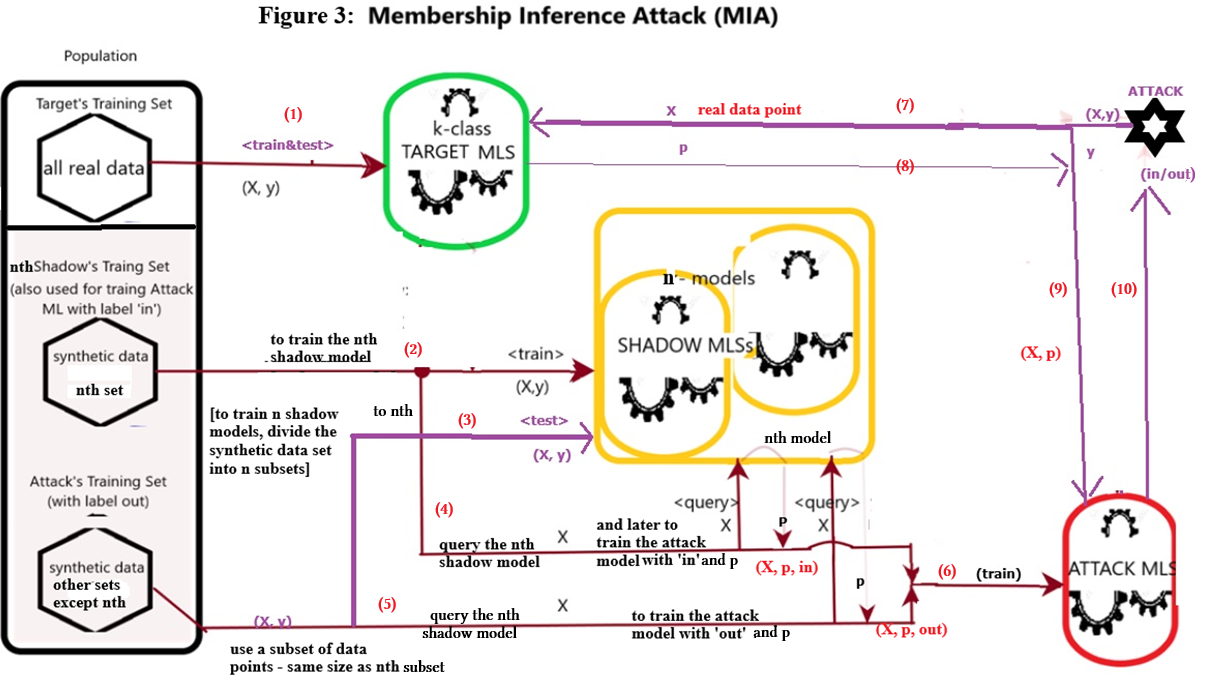 Figure 3: Membership Inference Attack (MIA)
Population
Target's Training Set
all real data
(1)
<train&test>
(X, y)
k-class
TARGET MLS
X real data point (7)
p
(8)
ATTACK
(X,y)
y
(in/out)
nthShadow's Traing Set
(also used for traing Attack
ML with label 'in')
synthetic data
nth set
to train the nth
shadow model
(2)
<train>
(X,y)
[to train n shadow
models, divide the
synthetic data set
into n subsets]
to nth
(3)
<test>
(X, y)
n - models
SHADOW MLSs
nth model
(9)
(10)
(X, p)
Attack's Training Set
(with label out)
synthetic data
other sets
except nth
(4)
query the nth
shadow model
X
and later to
train the attack
model with 'in' and p
<query>
X
p
<query>
X
(X, p, in)
p
(X, y)
(5)
query the nth
shadow model
X
to train the attack
model with 'out' and p
(X, p, out)
(6)
(train)
ATTACK MLS
use a subset of data
points - same size as nth subset